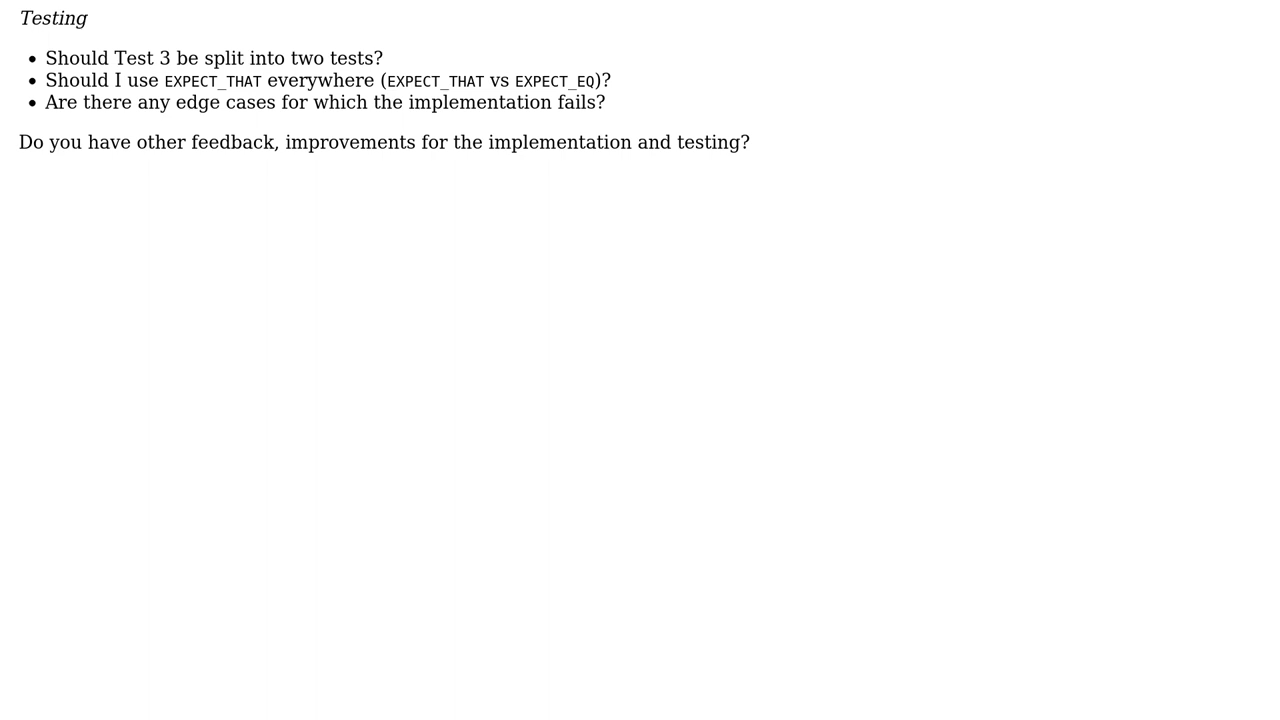 Testing
• Should Test 3 be split into two tests?
• Should I use EXPECT_THAT everywhere (EXPECT_THAT vs EXPECT_EQ)?
• Are there any edge cases for which the implementation fails?
Do you have other feedback, improvements for the implementation and testing?